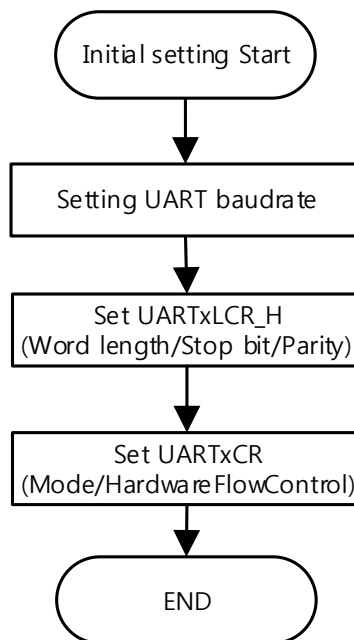 Initial setting Start
Setting UART baudrate
Set UARTxLCR_H
(Word length/Stop bit/Parity)
Set UARTxCR
(Mode/HardwareFlowControl)
END